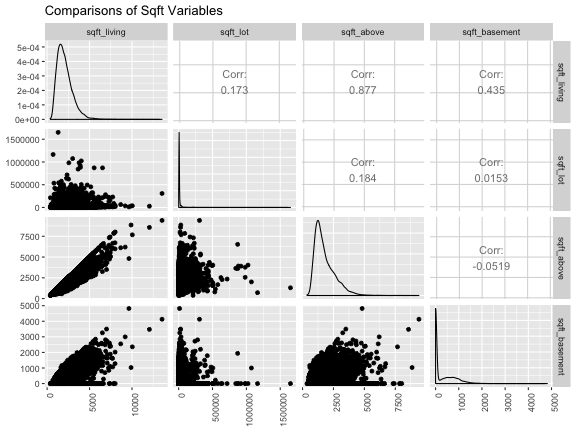 Comparisons of Sqft Variables
sqft_living sqft_lot sqft_above sqft_basement
5e-04
4e-04
3e-04
2e-04
1e-04
0e+00
Corr:
0.173
Corr:
0.877
Corr:
0.435
sqft_living
1500000
1000000
500000
0
Corr:
0.184
Corr:
0.0153
sqft_lot
7500
5000
2500
0
Corr:
-0.0519
sqft_above
5000
4000
3000
2000
1000
0
sqft_basement
0 5000 10000
0 500000 1000000 1500000
0 2500 5000 7500
0 1000 2000 3000 4000 5000